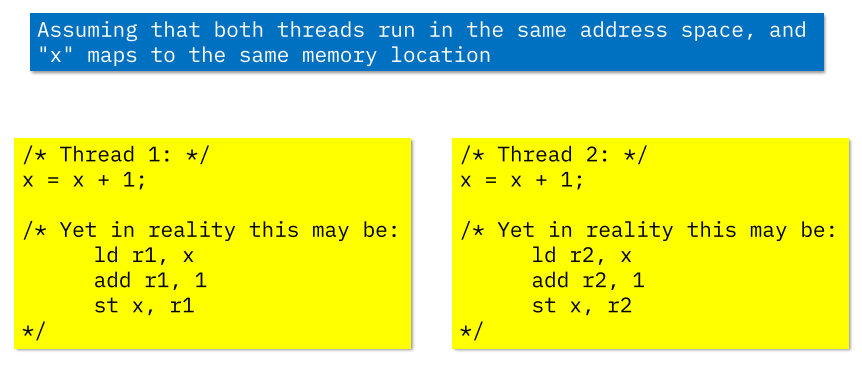 Assuming that both threads run in the same address space, and
"x" maps to the same memory location
/* Thread 1: */
x = x + 1;
/* Yet in reality this may be:
ld r1, x
add r1, 1
st x, r1
*/
/* Thread 2: */
x = x + 1;
/* Yet in reality this may be:
ld r2, x
add r2, 1
st x, r2
*/